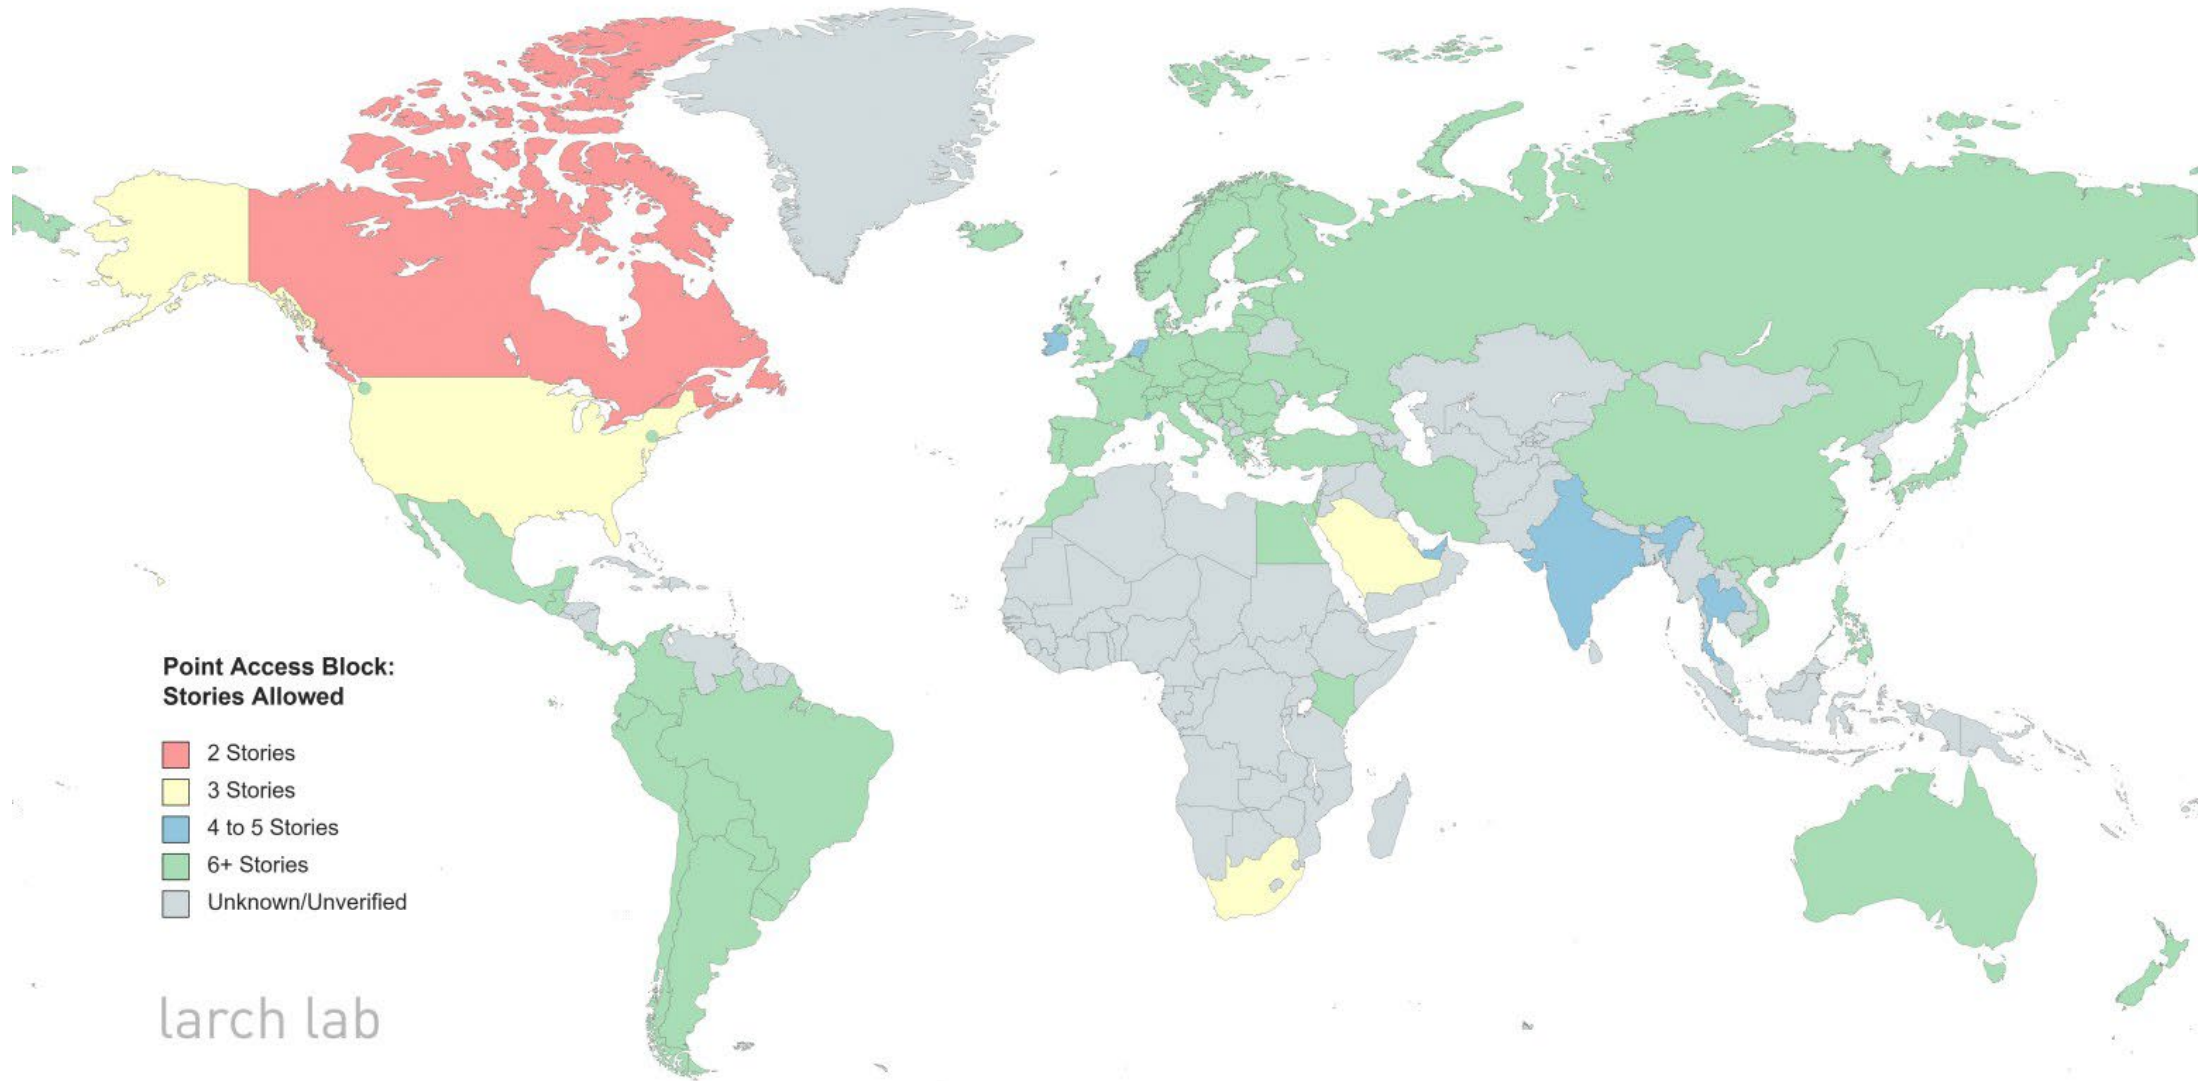 Point Access Block:
Stories Allowed
2 Stories
3 Stories
4 to 5 Stories
6+ Stories
Unknown/Unverified
larch lab